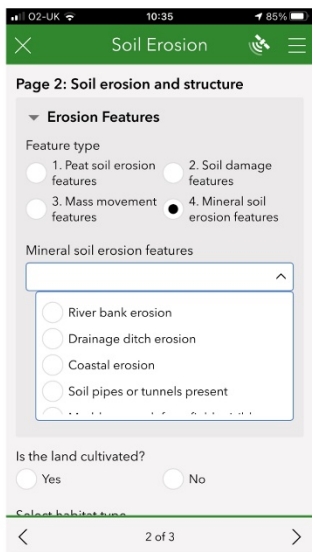 O2-UK 10:35 85%
Soil Erosion
Page 2: Soil erosion and structure
Erosion Features
Feature type
1. Peat soil erosion
features
2. Soil damage
features
3. Mass movement
features
4. Mineral soil
erosion features
Mineral soil erosion features
River bank erosion
Drainage ditch erosion
Coastal erosion
Soil pipes or tunnels present
Is the land cultivated?
Yes No
Select habitat type
2 of 3